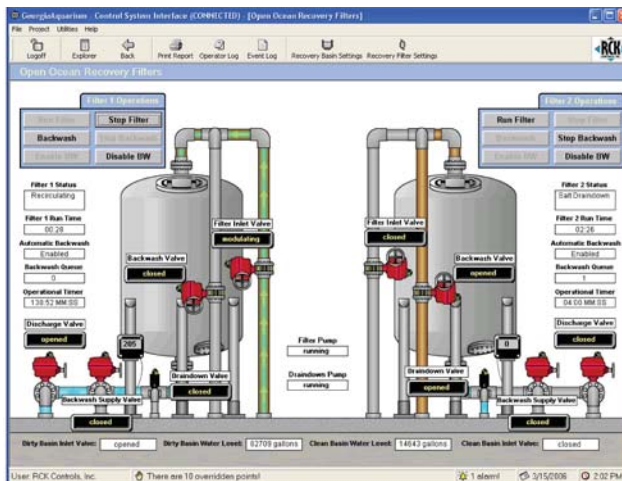 GeorgiaAquarium : Control System Interface (CONNECTED) - [Open Ocean Recovery Filters]
File Project Utilities Help
Logoff Explorer Back Print Report Operator Log Event Log Recovery Basin Settings Recovery Filter Settings
RCK
Open Ocean Recovery Filters
Filter 1 Operations
Run Filter Stop Filter
Backwash Stop Backwash
Enable BW Disable BW
Filter 2 Operations
Run Filter Stop Filter
Backwash Stop Backwash
Enable BW Disable BW
Filter 1 Status
Recirculating
Filter 1 Run Time
00:28
Automatic Backwash
Enabled
Backwash Queue
0
Operational Timer
138:52 MM:SS
Discharge Valve
opened
Filter Inlet Valve
modulating
Backwash Valve
closed
205
Draindown Valve
closed
Backwash Supply Valve
closed
Filter Pump
running
Draindown Pump
running
Filter Inlet Valve
closed
Backwash Valve
opened
Draindown Valve
opened
0
Backwash Supply Valve
closed
Filter 2 Status
Salt Draindown
Filter 2 Run Time
02:26
Automatic Backwash
Enabled
Backwash Queue
1
Operational Timer
04:00 MM:SS
Discharge Valve
closed
Dirty Basin Inlet Valve: opened Dirty Basin Water Level: 82709 gallons Clean Basin Water Level: 14643 gallons Clean Basin Inlet Valve: closed
User: RCK Controls, Inc. There are 10 overridden points! 1 alarm! 3/15/2006 2:02 PM